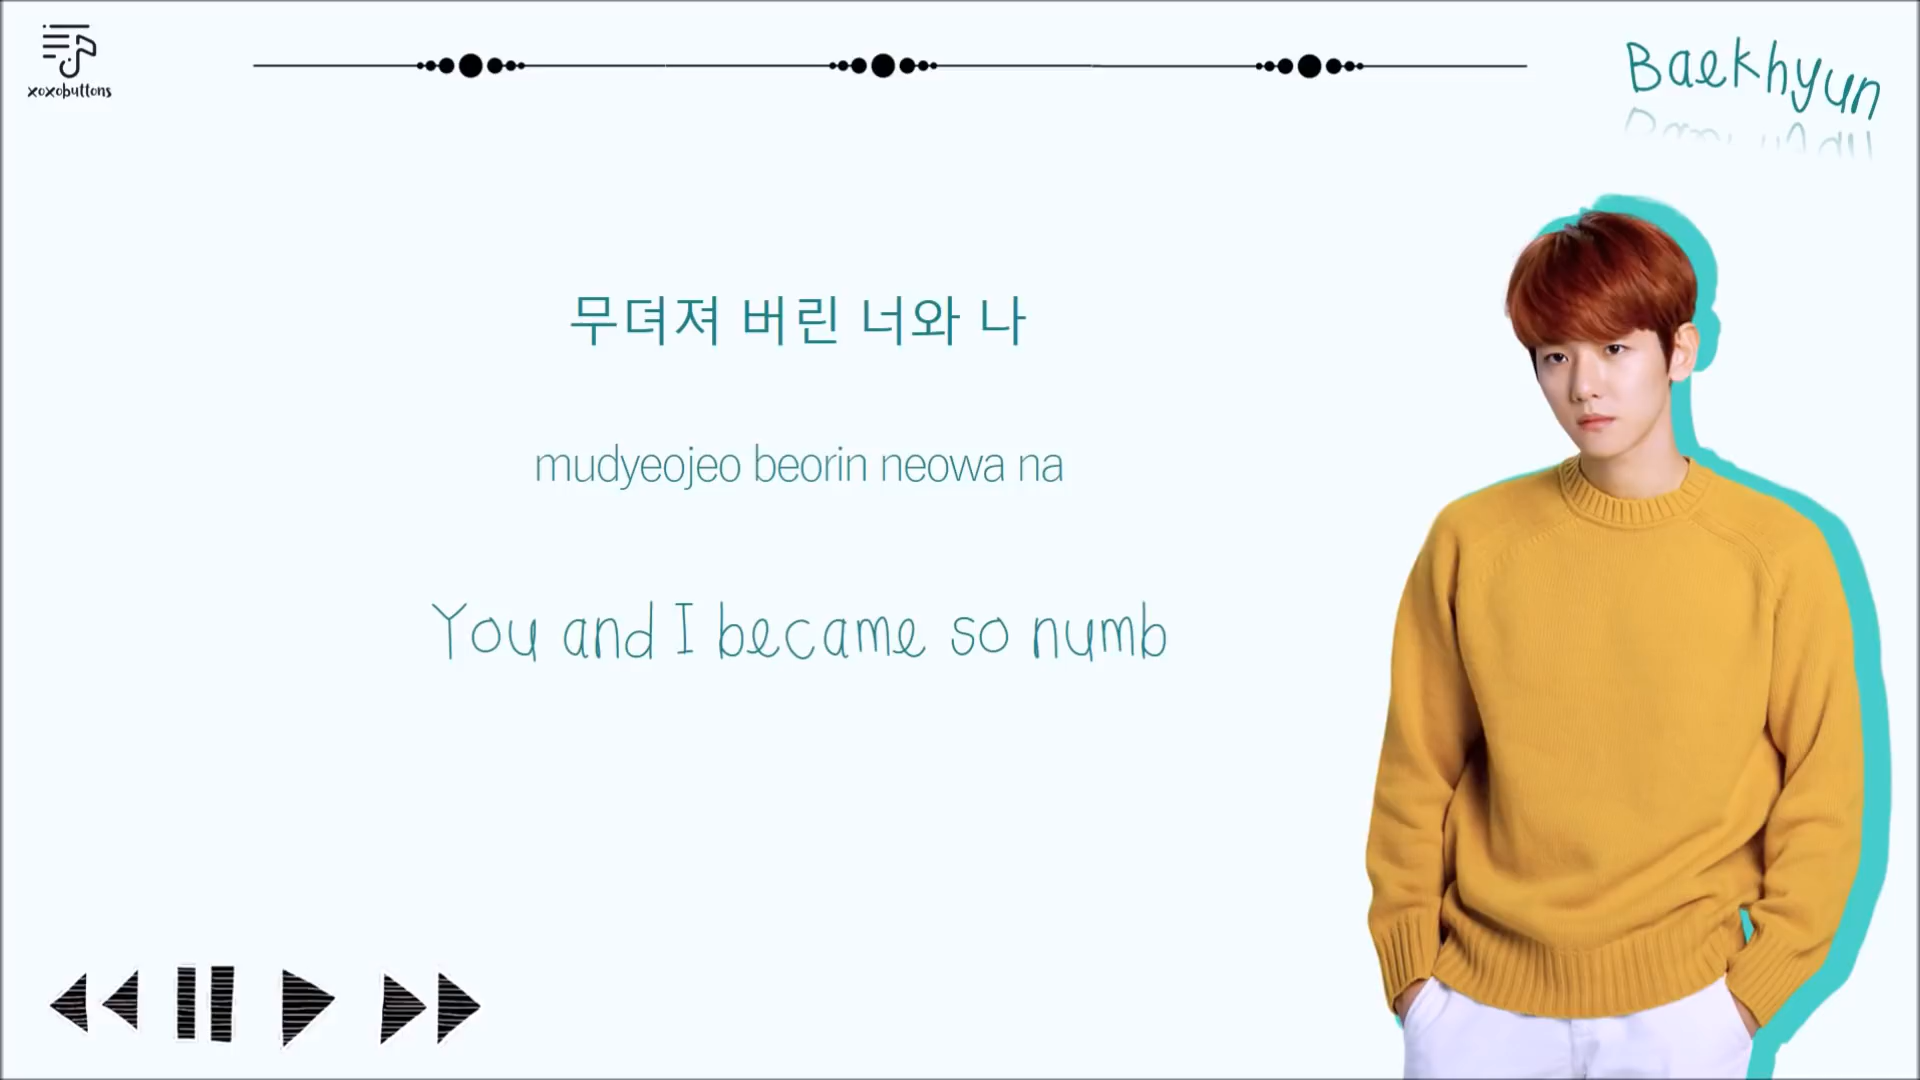 xoxobuttons
Baekhyun
무뎌져 버린 너와 나
mudyeojeo beorin neowa na
You and I became so numb